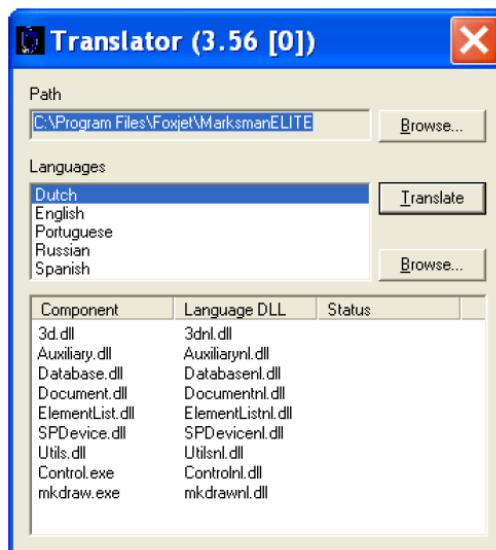 Translator (3.56 [0])
Path
C:\Program Files\Foxjet\MarksmanELITE
Browse...
Languages
Dutch
English
Portuguese
Russian
Spanish
Translate
Browse...
Component Language DLL Status
3d.dll 3dnl.dll
Auxiliary.dll Auxiliarynl.dll
Database.dll Databasenl.dll
Document.dll Documentnl.dll
ElementList.dll ElementListnl.dll
SPDevice.dll SPDevicenl.dll
Utils.dll Utilsnl.dll
Control.exe Controlnl.dll
mkdraw.exe mkdrawnl.dll